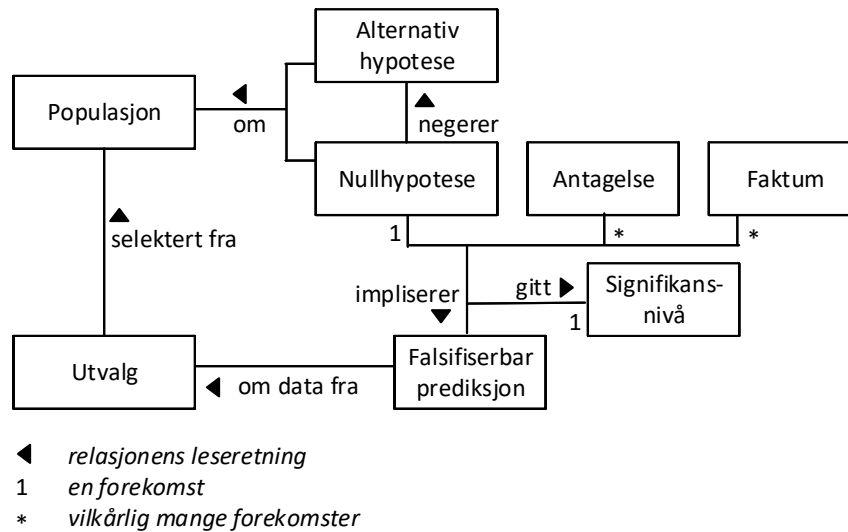 Alternativ
hypotese
Populasjon
◄
om
▲
negerer
Nullhypotese
Antagelse
Faktum
1
*
*
▲
selektert fra
impliserer
▼
gitt ►
1
Signifikans-
nivå
Utvalg
◄ om data fra
Falsifiserbar
prediksjon
◄ relasjonens leseretning
1 en forekomst
* vilkårlig mange forekomster